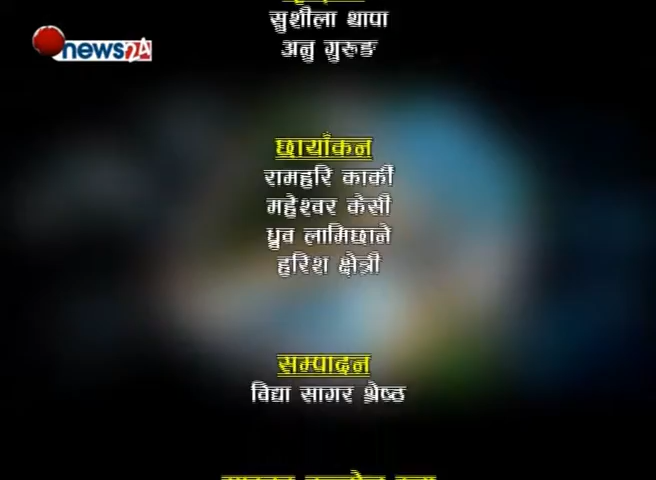 news24
सुशीला थापा
अनु गुरुङ
छायाँकन
रामहरि कार्की
महेश्वर केसी
ध्रुव लामिछाने
हरिश क्षेत्री
सम्पादन
विद्या सागर श्रेष्ठ